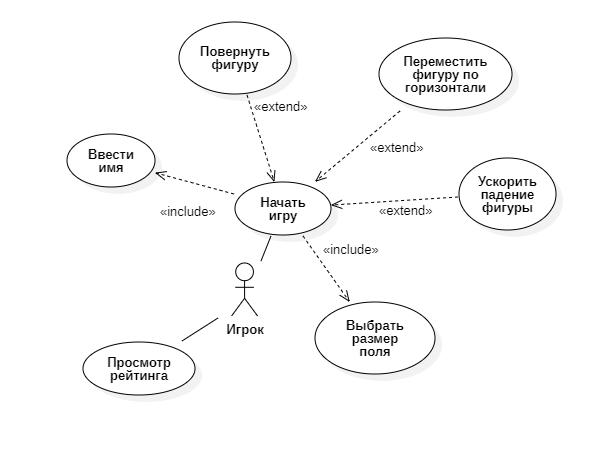 Повернуть
фигуру
Переместить
фигуру по
горизонтали
«extend»
«extend»
Ввести
имя
Ускорить
падение
фигуры
Начать
игру
«include»
«extend»
«include»
Игрок
Выбрать
размер
поля
Просмотр
рейтинга